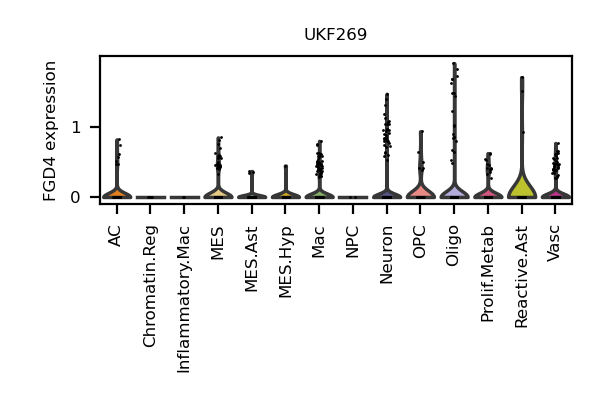 UKF269
FGD4 expression
1
0
AC
Chromatin.Reg
Inflammatory.Mac
MES
MES.Ast
MES.Hyp
Mac
NPC
Neuron
OPC
Oligo
Prolif.Metab
Reactive.Ast
Vasc